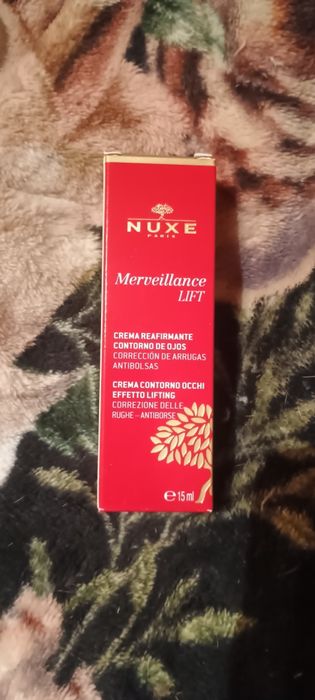 NUXE
PARIS
Merveillance
LIFT
CREMA REAFIRMANTE
CONTORNO DE OJOS
CORRECCIÓN DE ARRUGAS
ANTIBOLSAS
CREMA CONTORNO OCCHI
EFFETTO LIFTING
CORREZIONE DELLE
RUGHE – ANTIBORSE
℮ 15 ml